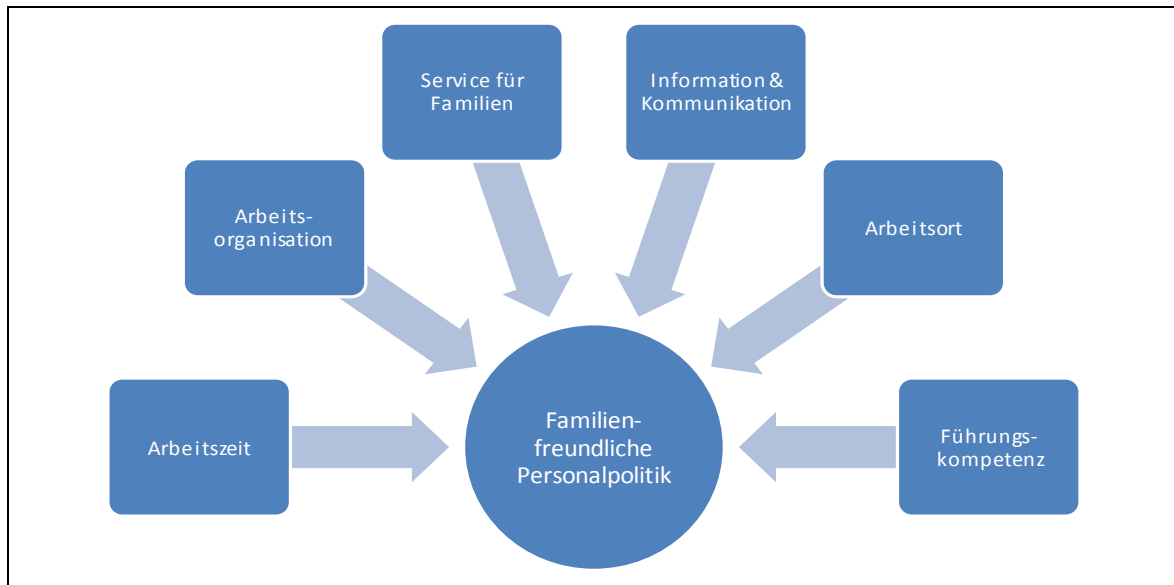 Service für
Familien
Information &
Kommunikation
Arbeits-
organisation
Arbeitsort
Arbeitszeit
Familien-
freundliche
Personalpolitik
Führungs-
kompetenz